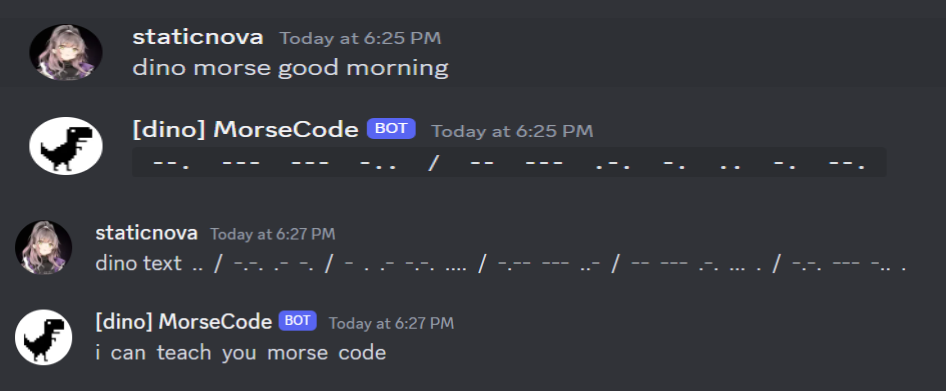 staticnova Today at 6:25 PM
dino morse good morning
[dino] MorseCode BOT Today at 6:25 PM
--. --- --- -.. / -- --- .-. -. .. -. --.
staticnova Today at 6:27 PM
dino text .. / -.-. .- -. / - . .- -.-. .... / -.-- --- ..- / -- --- .-. ... . / -.-. --- -.. .
[dino] MorseCode BOT Today at 6:27 PM
i can teach you morse code